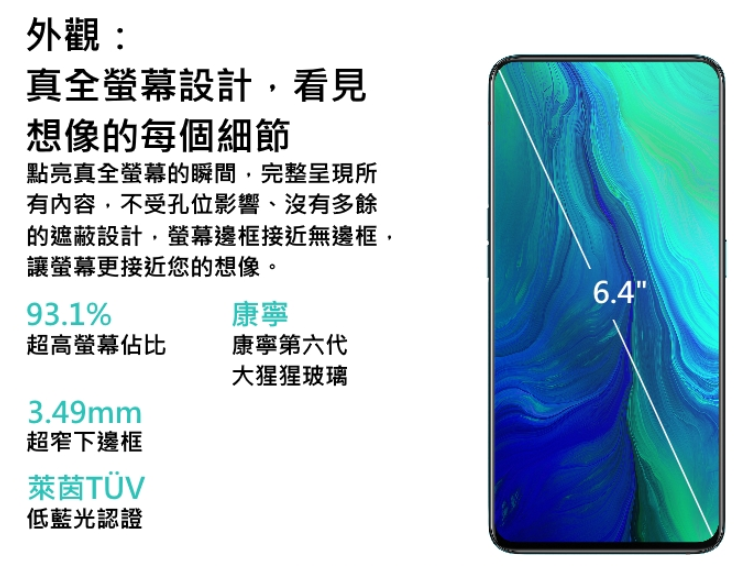 外觀：
真全螢幕設計，看見
想像的每個細節
點亮真全螢幕的瞬間，完整呈現所
有內容，不受孔位影響、沒有多餘
的遮蔽設計，螢幕邊框接近無邊框，
讓螢幕更接近您的想像。
93.1%
超高螢幕佔比
康寧
康寧第六代
大猩猩玻璃
3.49mm
超窄下邊框
萊茵TÜV
低藍光認證
6.4"